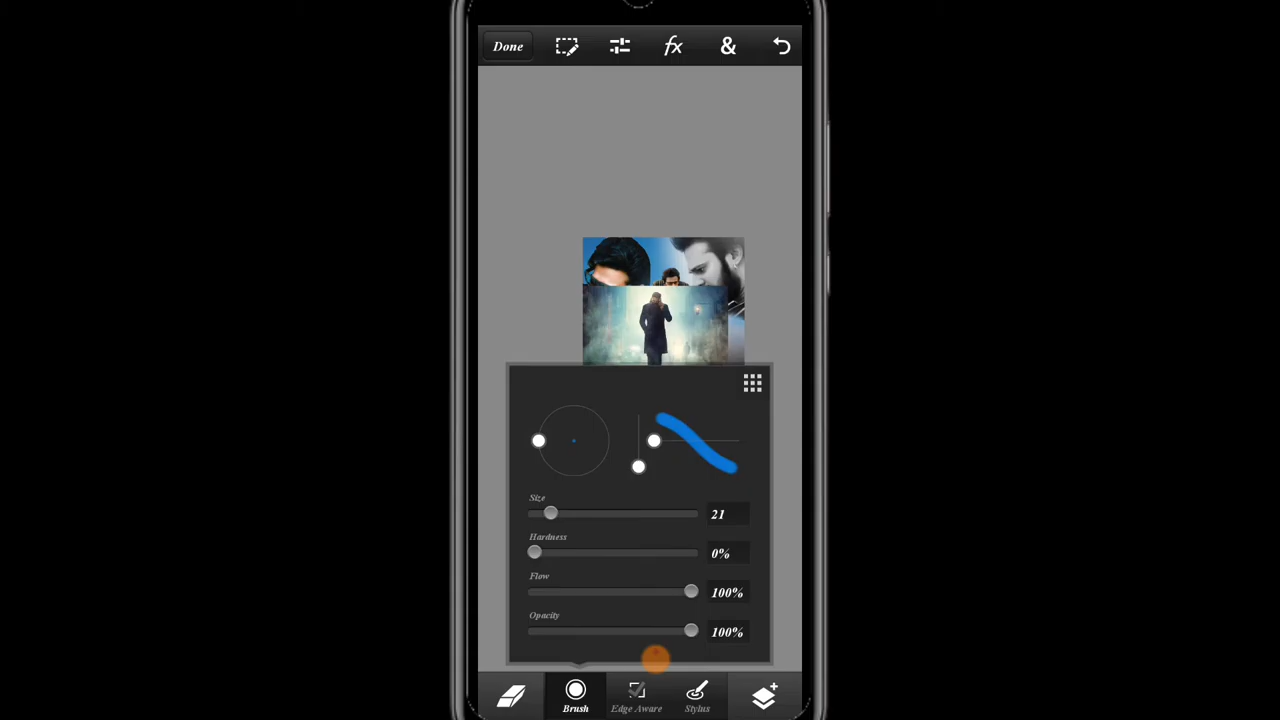 Done fx &
Size
21
Hardness
0%
Flow
100%
Opacity
100%
Brush Edge Aware Stylus